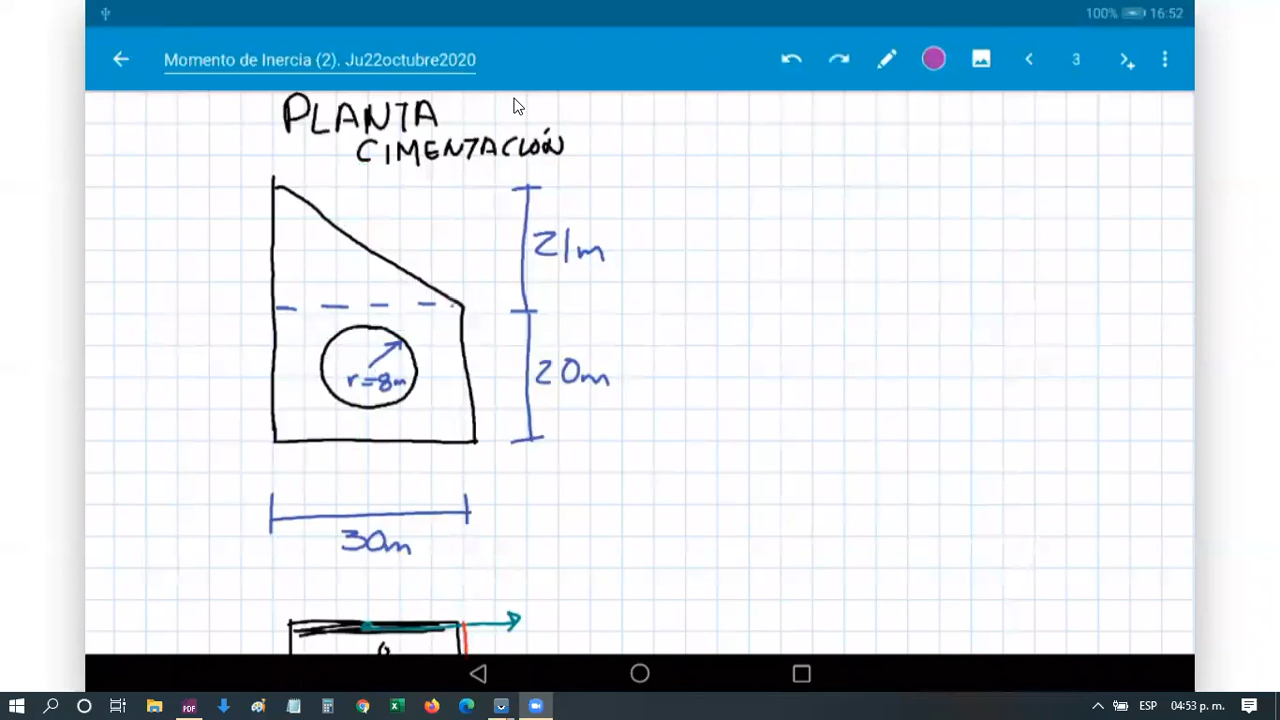 100% 16:52
Momento de Inercia (2). Ju22octubre2020
3
PLANTA
CIMENTACIÓN
21m
r=8m
20m
30m
ESP 04:53 p. m.